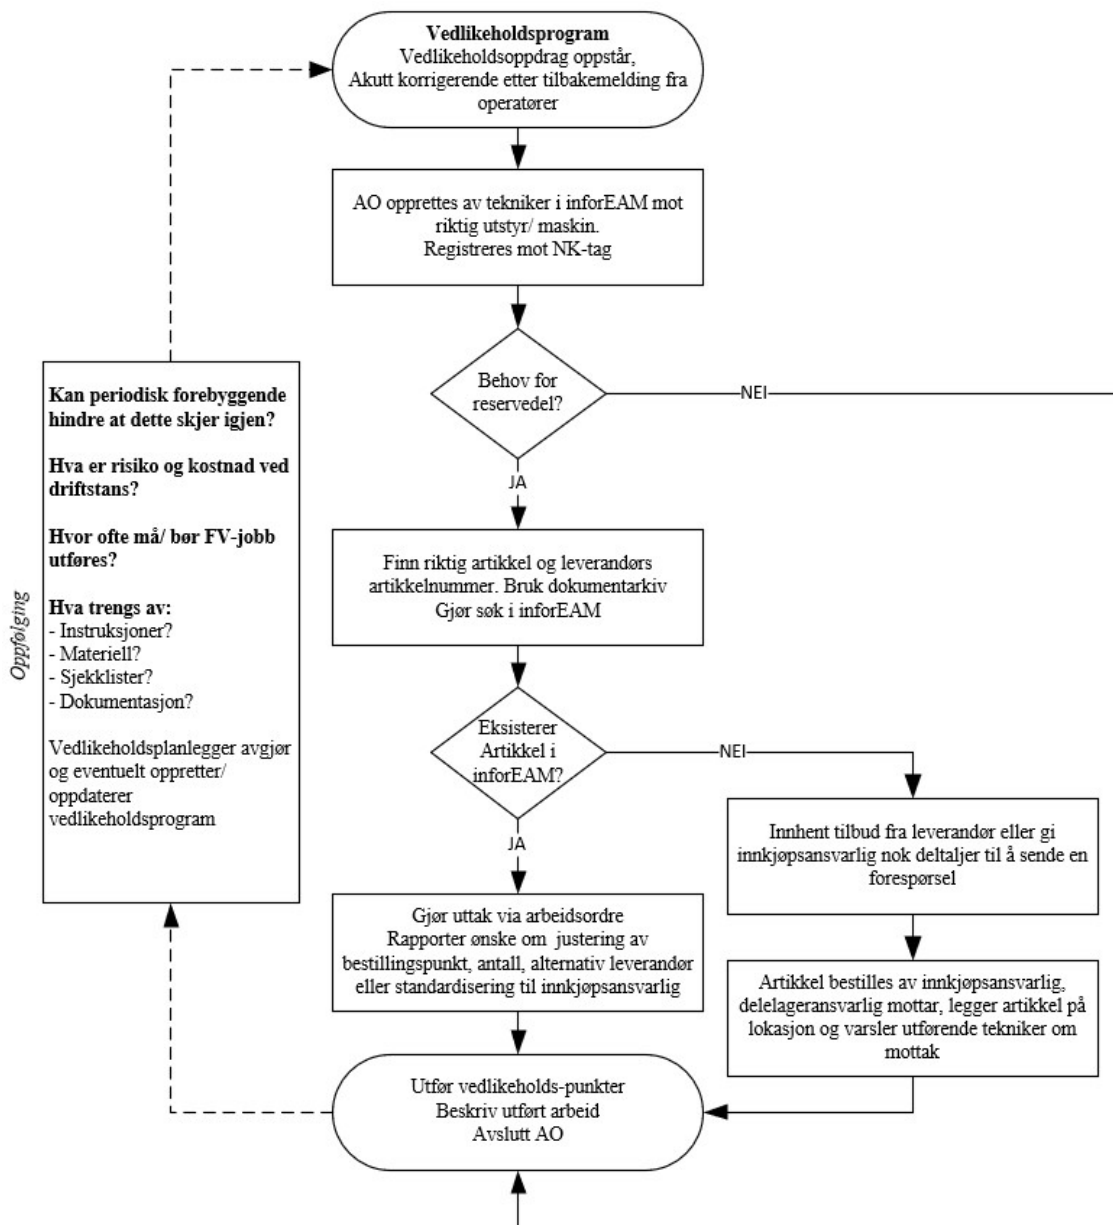 Vedlikeholdsprogram
Vedlikeholdsoppdrag oppstår,
Akutt korrigerende etter tilbakemelding fra
operatører
AO opprettes av tekniker i inforEAM mot
riktig utstyr/ maskin.
Registreres mot NK-tag
Behov for
reservedel?
NEI
JA
Finn riktig artikkel og leverandørs
artikkelnummer. Bruk dokumentarkiv
Gjør søk i inforEAM
Eksisterer
Artikkel i
inforEAM?
NEI
JA
Innhent tilbud fra leverandør eller gi
innkjøpsansvarlig nok deltaljer til å sende en
forespørsel
Gjør uttak via arbeidsordre
Rapporter ønske om justering av
bestillingspunkt, antall, alternativ leverandør
eller standardisering til innkjøpsansvarlig
Artikkel bestilles av innkjøpsansvarlig,
delelageransvarlig mottar, legger artikkel på
lokasjon og varsler utførende tekniker om
mottak
Utfør vedlikeholds-punkter
Beskriv utført arbeid
Avslutt AO
Oppfølging
Kan periodisk forebyggende
hindre at dette skjer igjen?
Hva er risiko og kostnad ved
driftstans?
Hvor ofte må/ bør FV-jobb
utføres?
Hva trengs av:
- Instruksjoner?
- Materiell?
- Sjekklister?
- Dokumentasjon?
Vedlikeholdsplanlegger avgjør
og eventuelt oppretter/
oppdaterer
vedlikeholdsprogram